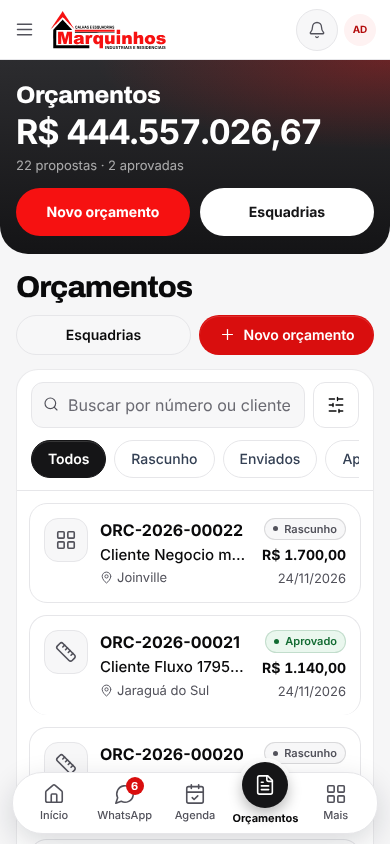 CALHAS E ESQUADRIAS
Marquinhos
INDUSTRIAIS E RESIDENCIAIS
AD
Orçamentos
R$ 444.557.026,67
22 propostas · 2 aprovadas
Novo orçamento
Esquadrias
Orçamentos
Esquadrias
+ Novo orçamento
Buscar por número ou cliente
Todos
Rascunho
Enviados
Ap
ORC-2026-00022
Rascunho
Cliente Negocio m...
R$ 1.700,00
Joinville
24/11/2026
ORC-2026-00021
Aprovado
Cliente Fluxo 1795...
R$ 1.140,00
Jaraguá do Sul
24/11/2026
ORC-2026-00020
Rascunho
6
Início
WhatsApp
Agenda
Orçamentos
Mais